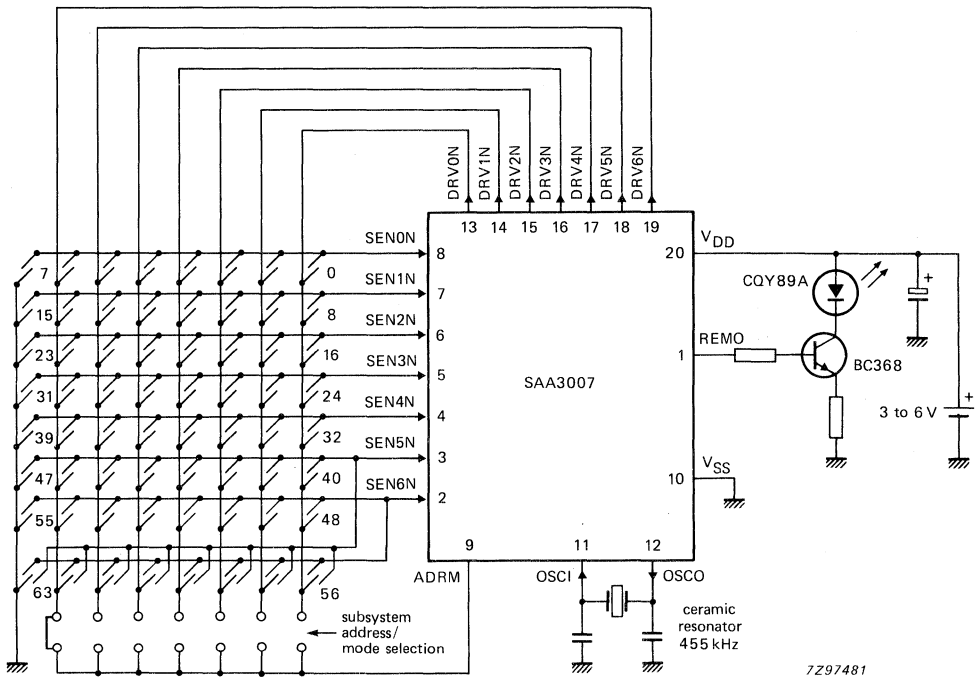 DRV0N
DRV1N
DRV2N
DRV3N
DRV4N
DRV5N
DRV6N
13 14 15 16 17 18 19
SEN0N
8
7
0
SEN1N
7
15
8
SEN2N
6
23
16
SEN3N
5
31
24
SEN4N
4
39
32
SEN5N
3
47
40
SEN6N
2
55
48
63
56
SAA3007
20
VDD
CQY89A
+
REMO
1
BC368
+
3 to 6 V
VSS
10
9
ADRM
11
12
OSCI
OSCO
subsystem
address/
mode selection
ceramic
resonator
455 kHz
7Z97481